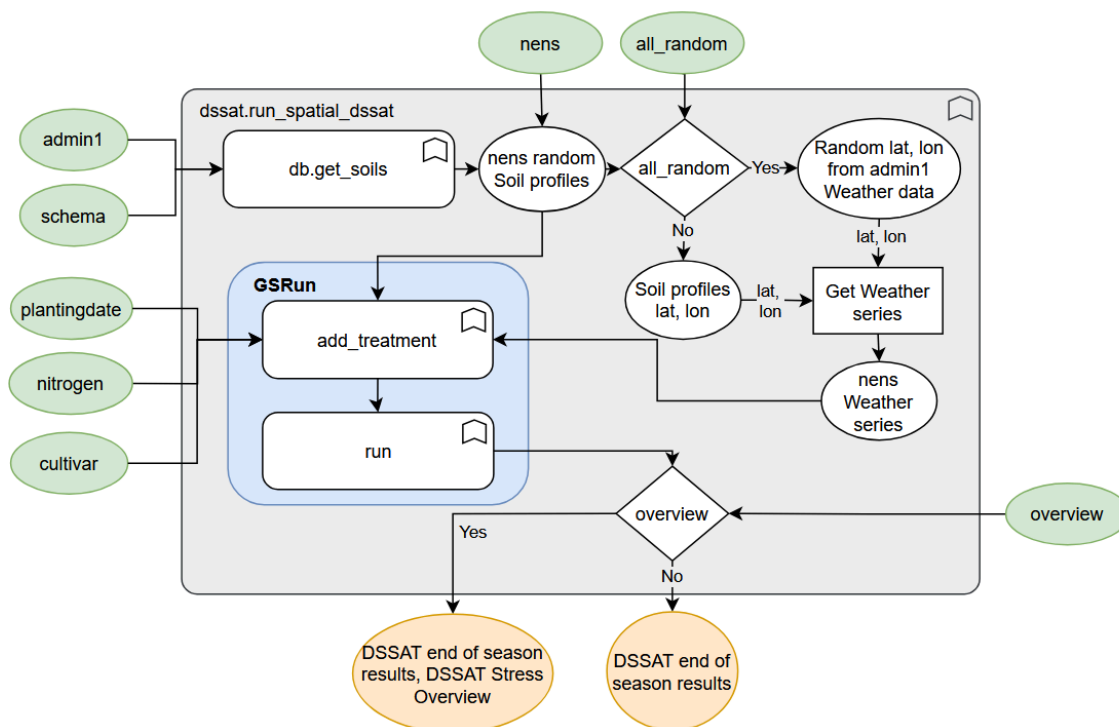 nens
all_random
dssat.run_spatial_dssat
admin1
schema
db.get_soils
nens random
Soil profiles
all_random
Yes
Random lat, lon
from admin1
Weather data
No
lat, lon
Soil profiles
lat, lon
lat,
lon
Get Weather
series
GSRun
plantingdate
nitrogen
cultivar
add_treatment
nens
Weather
series
run
overview
overview
Yes
No
DSSAT end of season
results, DSSAT Stress
Overview
DSSAT end of
season results